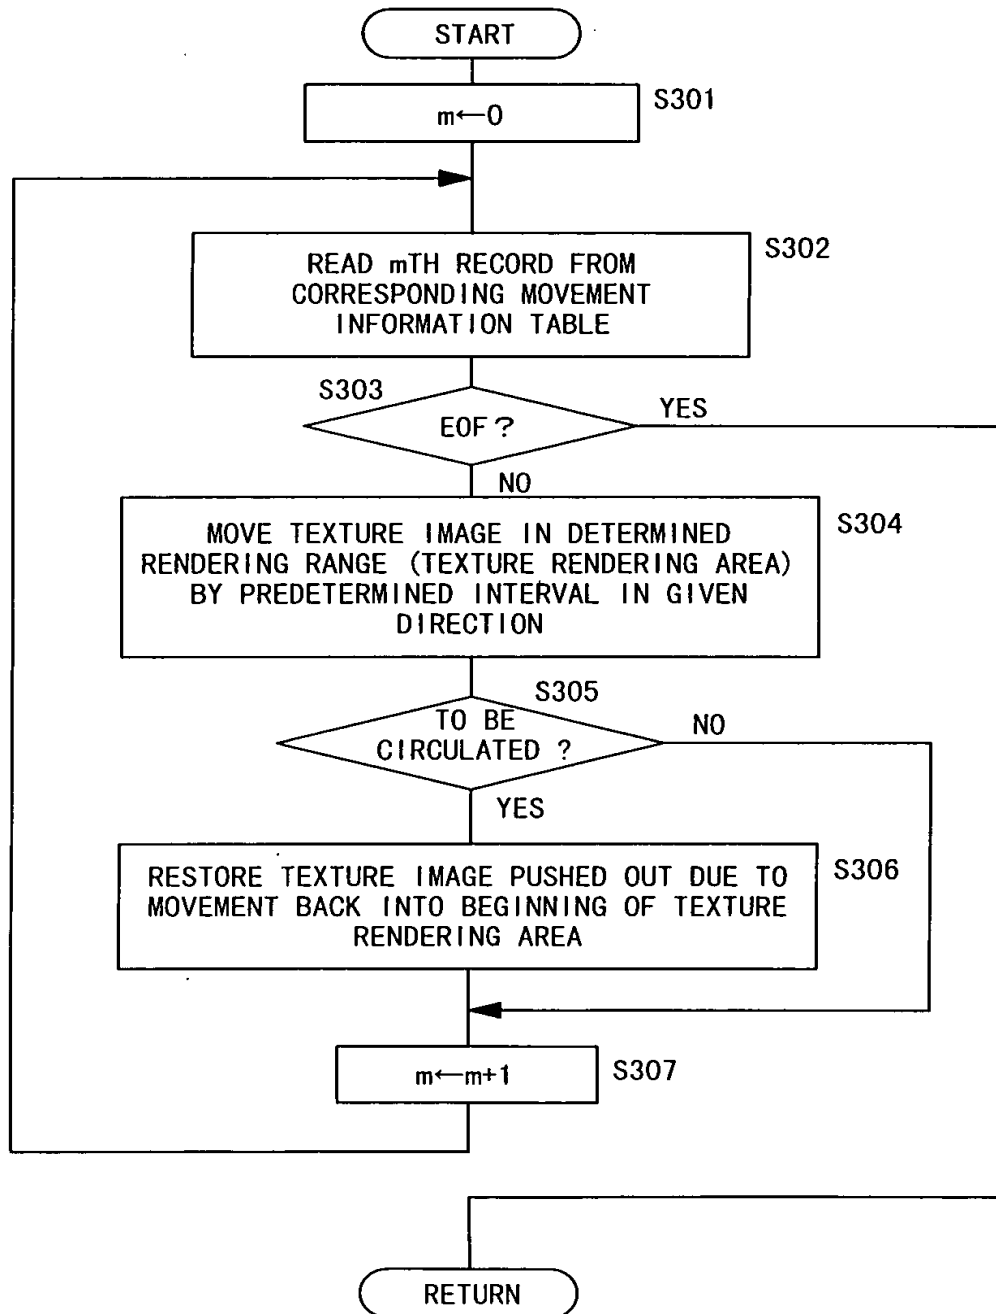 START
m←0
S301
READ mTH RECORD FROM
CORRESPONDING MOVEMENT
INFORMATION TABLE
S302
S303
EOF?
YES
NO
MOVE TEXTURE IMAGE IN DETERMINED
RENDERING RANGE (TEXTURE RENDERING AREA)
BY PREDETERMINED INTERVAL IN GIVEN
DIRECTION
S304
S305
TO BE
CIRCULATED ?
NO
YES
RESTORE TEXTURE IMAGE PUSHED OUT DUE TO
MOVEMENT BACK INTO BEGINNING OF TEXTURE
RENDERING AREA
S306
m←m+1
S307
RETURN